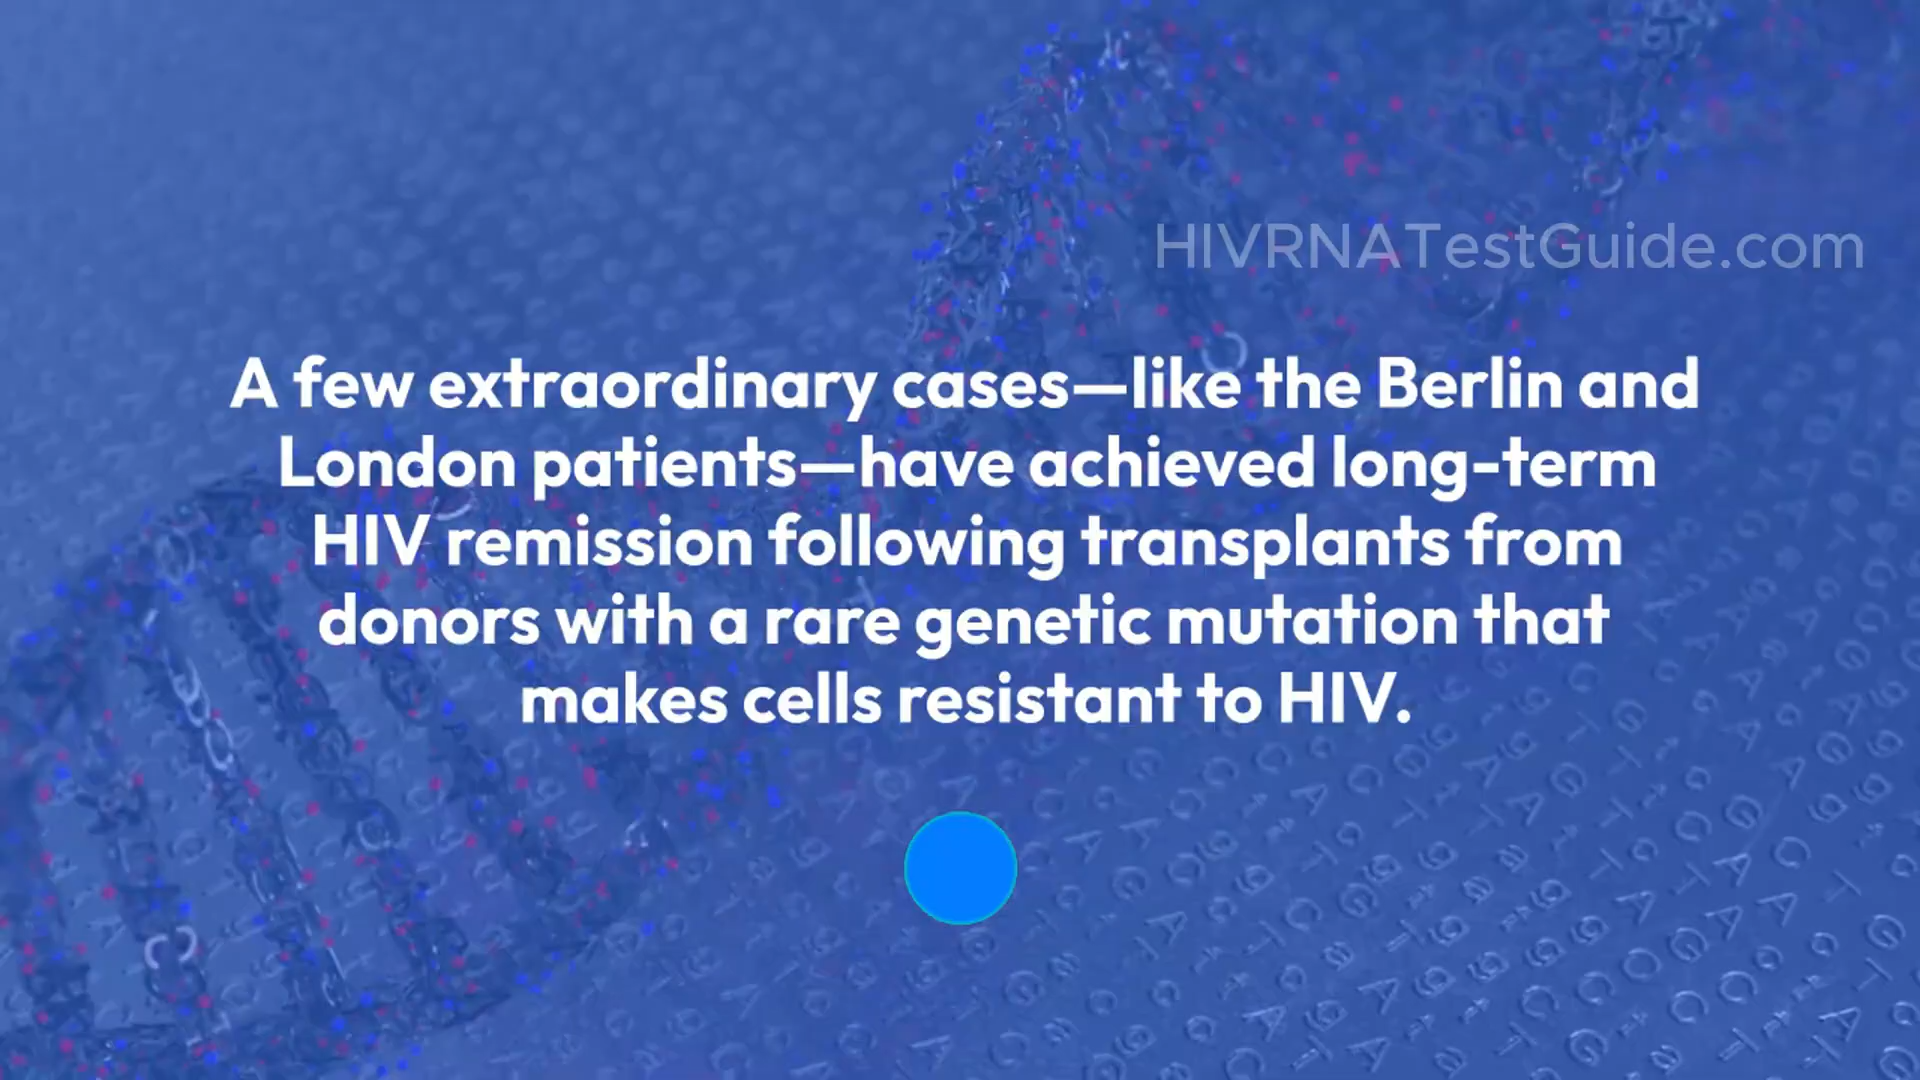 HIVRNATestGuide.com
A few extraordinary cases—like the Berlin and
London patients—have achieved long-term
HIV remission following transplants from
donors with a rare genetic mutation that
makes cells resistant to HIV.